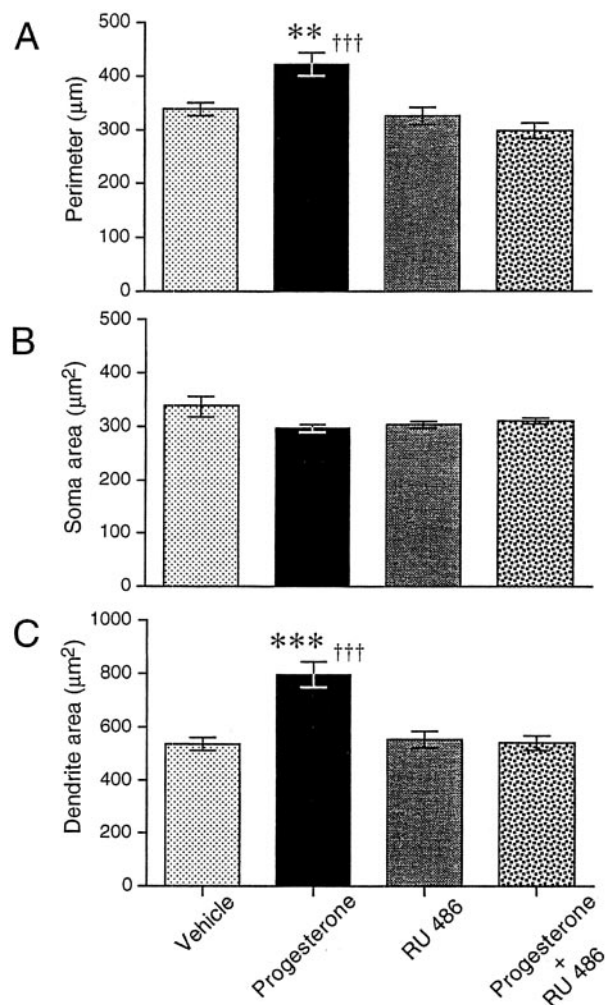 A
Perimeter (μm)
500
400
300
200
100
0
** †††
B
Soma area (μm²)
500
400
300
200
100
0
C
Dendrite area (μm²)
1000
800
600
400
200
0
*** †††
Vehicle
Progesterone
RU 486
Progesterone
+
RU 486